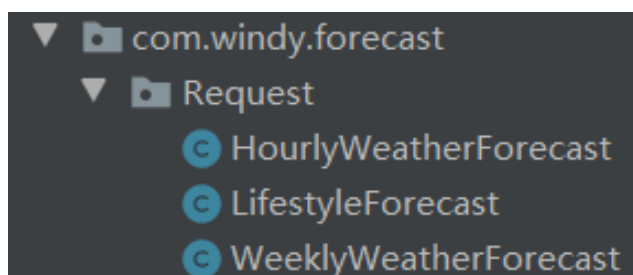 com.windy.forecast
Request
C HourlyWeatherForecast
C LifestyleForecast
C WeeklyWeatherForecast